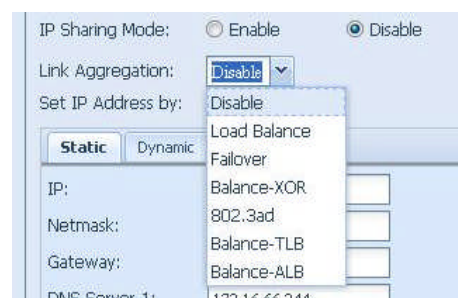 IP Sharing Mode: Enable Disable
Link Aggregation: Disable
Set IP Address by: Disable
Load Balance
Static Dynamic
Failover
IP: Balance-XOR
802.3ad
Netmask:
Balance-TLB
Gateway: Balance-ALB